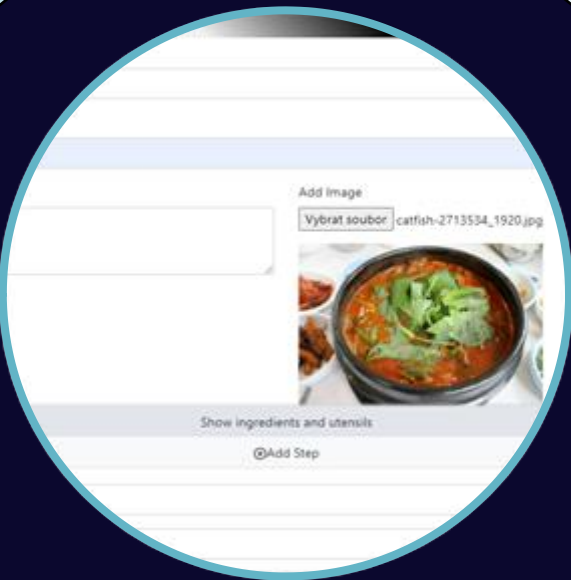 Add Image
Vybrat soubor catfish-2713534_1920.jpg
Show ingredients and utensils
Add Step